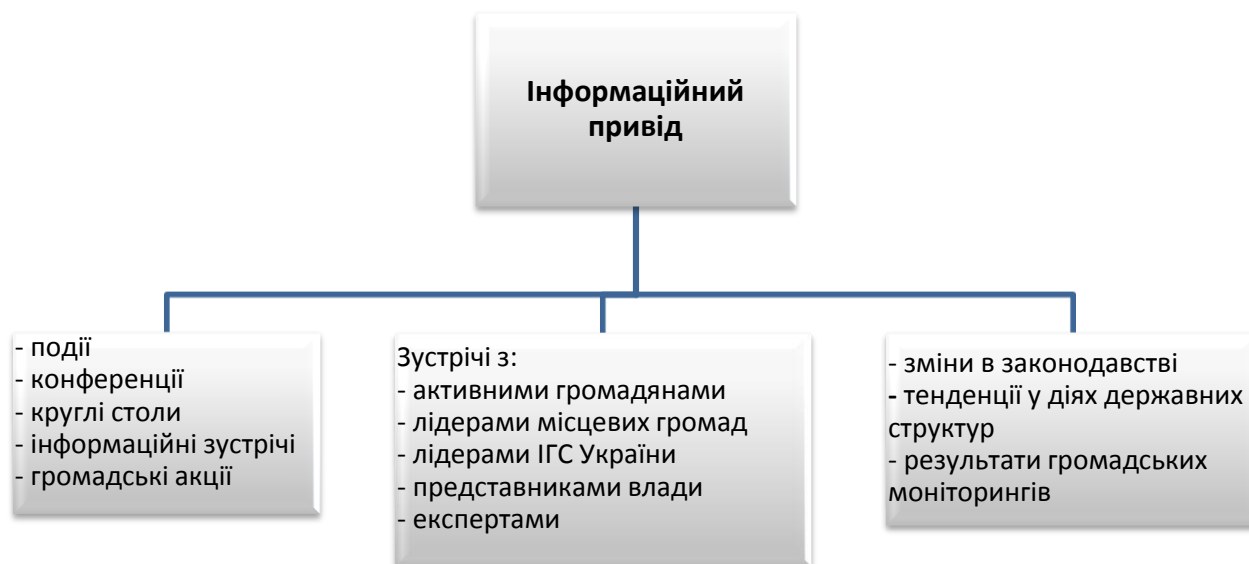 Інформаційний
привід
- події
- конференції
- круглі столи
- інформаційні зустрічі
- громадські акції
Зустрічі з:
- активними громадянами
- лідерами місцевих громад
- лідерами ІГС України
- представниками влади
- експертами
- зміни в законодавстві
- тенденції у діях державних
структур
- результати громадських
моніторингів